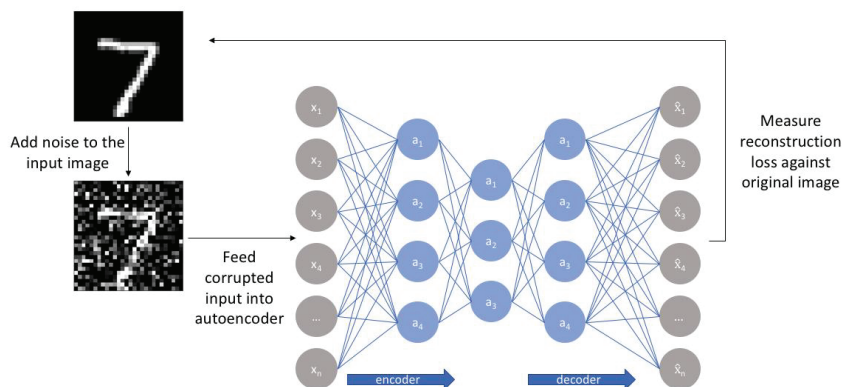 Add noise to the
input image
Feed
corrupted
input into
autoencoder
x1
x2
x3
x4
...
xn
a1
a2
a3
a4
a1
a2
a3
a1
a2
a3
a4
x̂1
x̂2
x̂3
x̂4
...
x̂n
encoder
decoder
Measure
reconstruction
loss against
original image